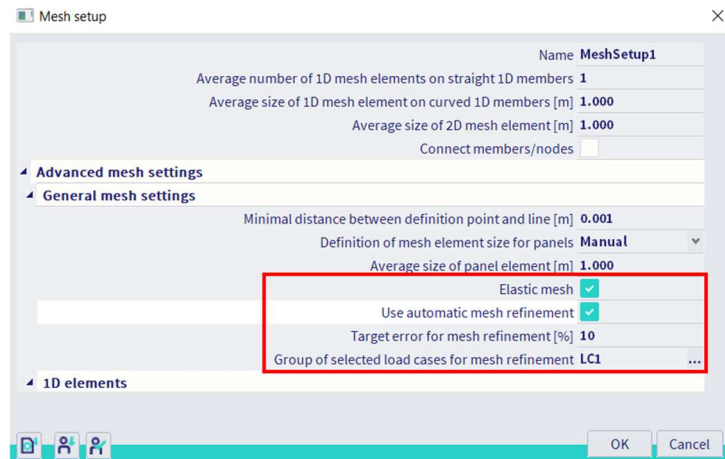 Mesh setup
Name MeshSetup1
Average number of 1D mesh elements on straight 1D members 1
Average size of 1D mesh element on curved 1D members [m] 1.000
Average size of 2D mesh element [m] 1.000
Connect members/nodes
Advanced mesh settings
General mesh settings
Minimal distance between definition point and line [m] 0.001
Definition of mesh element size for panels Manual
Average size of panel element [m] 1.000
Elastic mesh
Use automatic mesh refinement
Target error for mesh refinement [%] 10
Group of selected load cases for mesh refinement LC1 ...
1D elements
OK Cancel